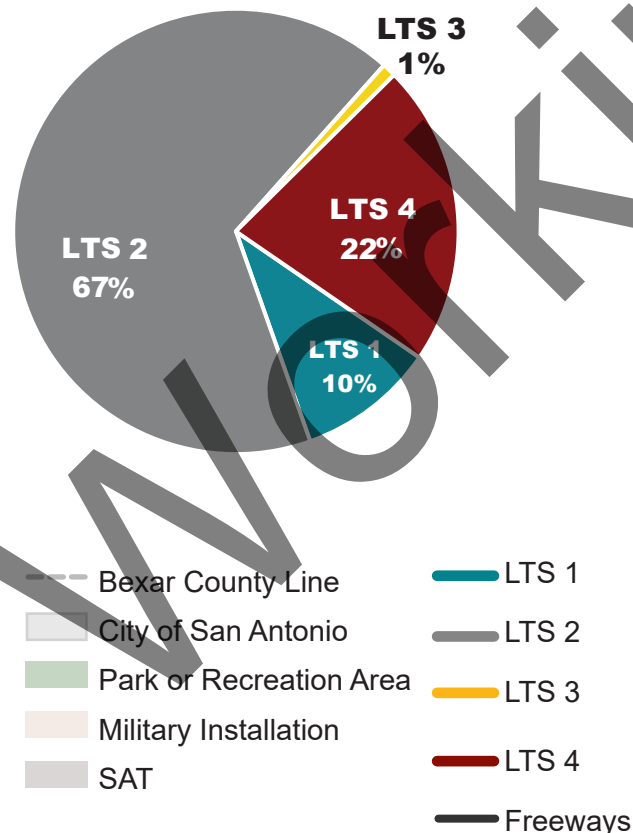 LTS 3
1%
LTS 4
22%
LTS 2
67%
LTS 1
10%
Bexar County Line
City of San Antonio
Park or Recreation Area
Military Installation
SAT
LTS 1
LTS 2
LTS 3
LTS 4
Freeways
Worki